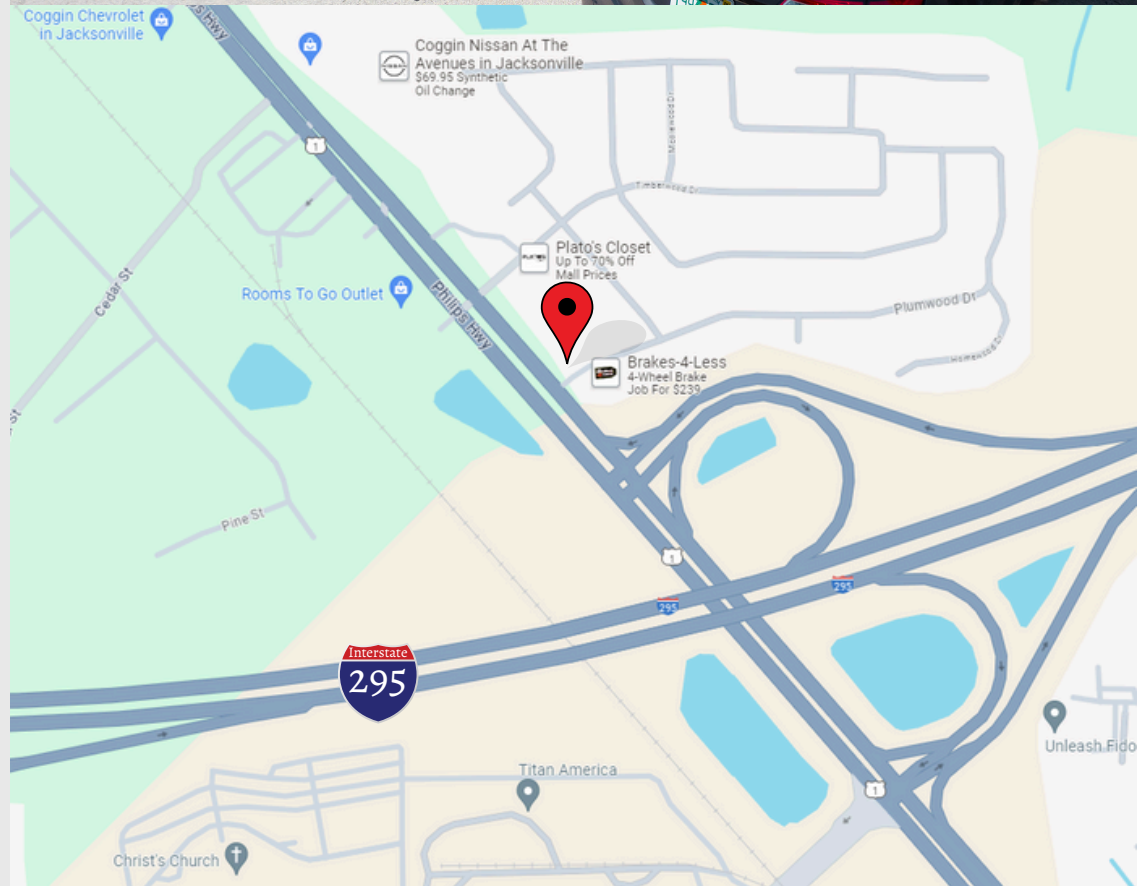 Coggin Chevrolet
in Jacksonville
Coggin Nissan At The
Avenues in Jacksonville
$69.95 Synthetic
Oil Change
1
Timberwood Dr
Plato's Closet
Up To 70% Off
Mall Prices
Cedar St
Rooms To Go Outlet
Philips Hwy
Plumwood Dr
Brakes-4-Less
4-Wheel Brake
Job For $239
Homewood Dr
Pine St
1
295
295
Interstate
295
Unleash Fido
Titan America
1
Christ's Church